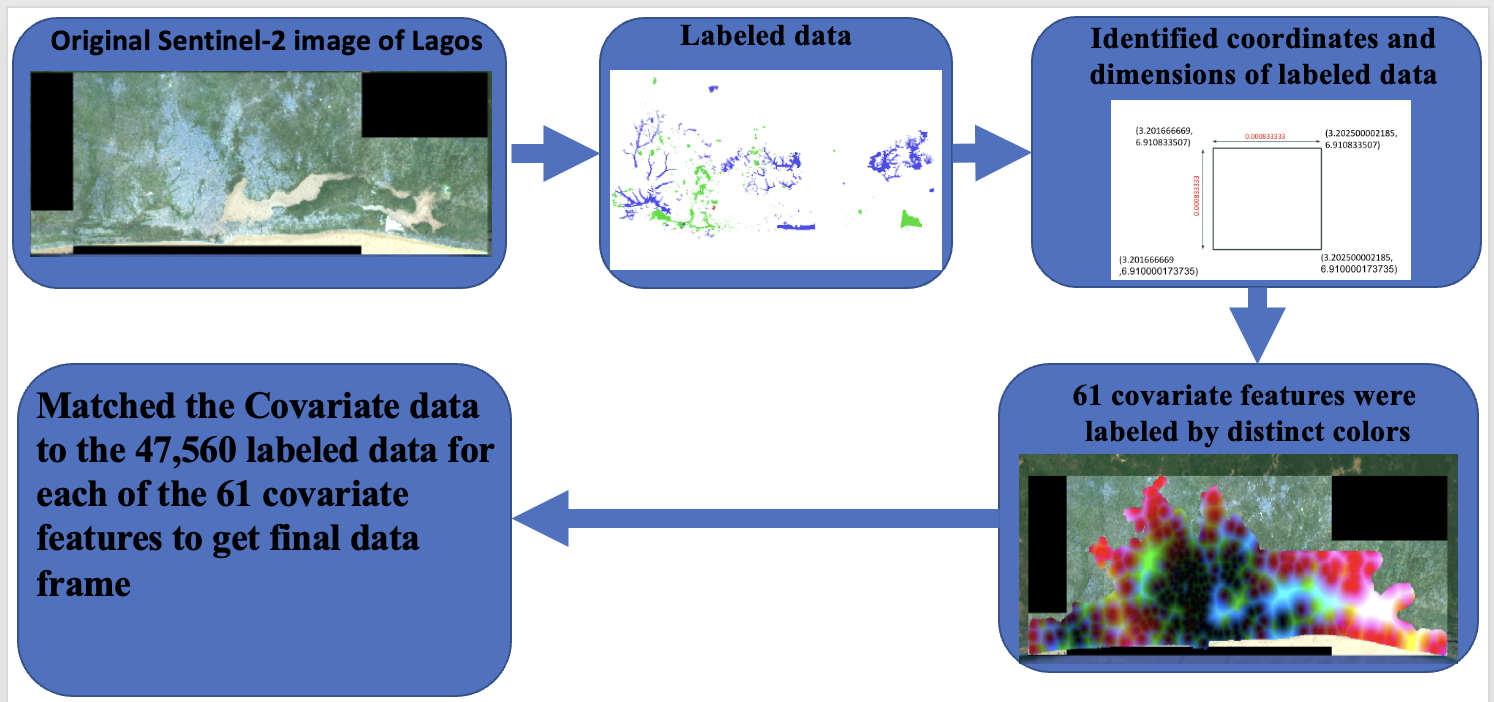 Original Sentinel-2 image of Lagos
Labeled data
Identified coordinates and
dimensions of labeled data
(3.201666669,
6.910833507)
0.000833333
(3.202500002185,
6.910833507)
0.000833333
(3.201666669
,6.910000173735)
(3.202500002185,
6.910000173735)
61 covariate features were
labeled by distinct colors
Matched the Covariate data
to the 47,560 labeled data for
each of the 61 covariate
features to get final data
frame